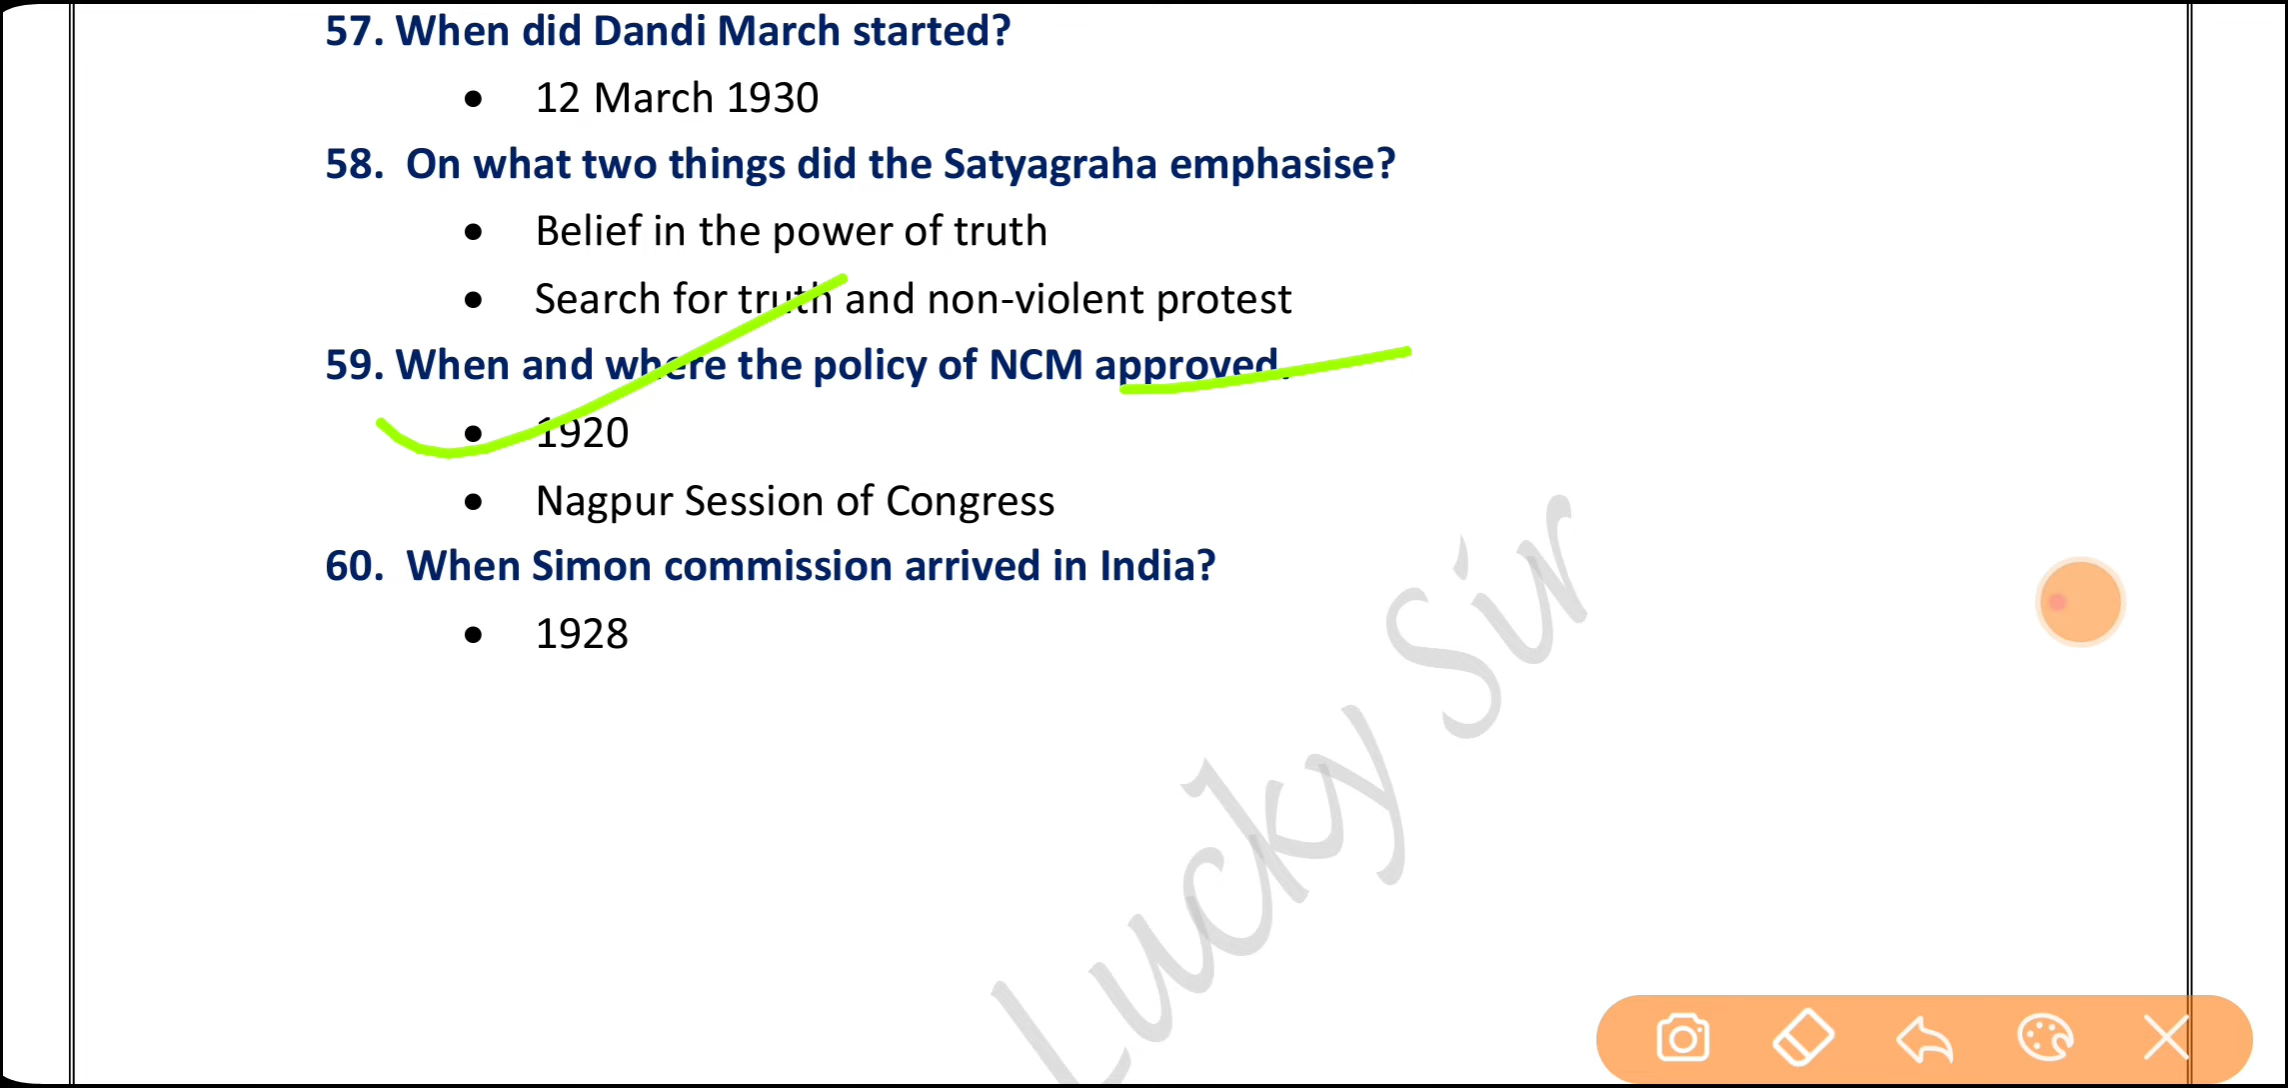 57. When did Dandi March started?
• 12 March 1930
58. On what two things did the Satyagraha emphasise?
• Belief in the power of truth
• Search for truth and non-violent protest
59. When and where the policy of NCM approved.
• 1920
• Nagpur Session of Congress
60. When Simon commission arrived in India?
• 1928
Lucky Sir